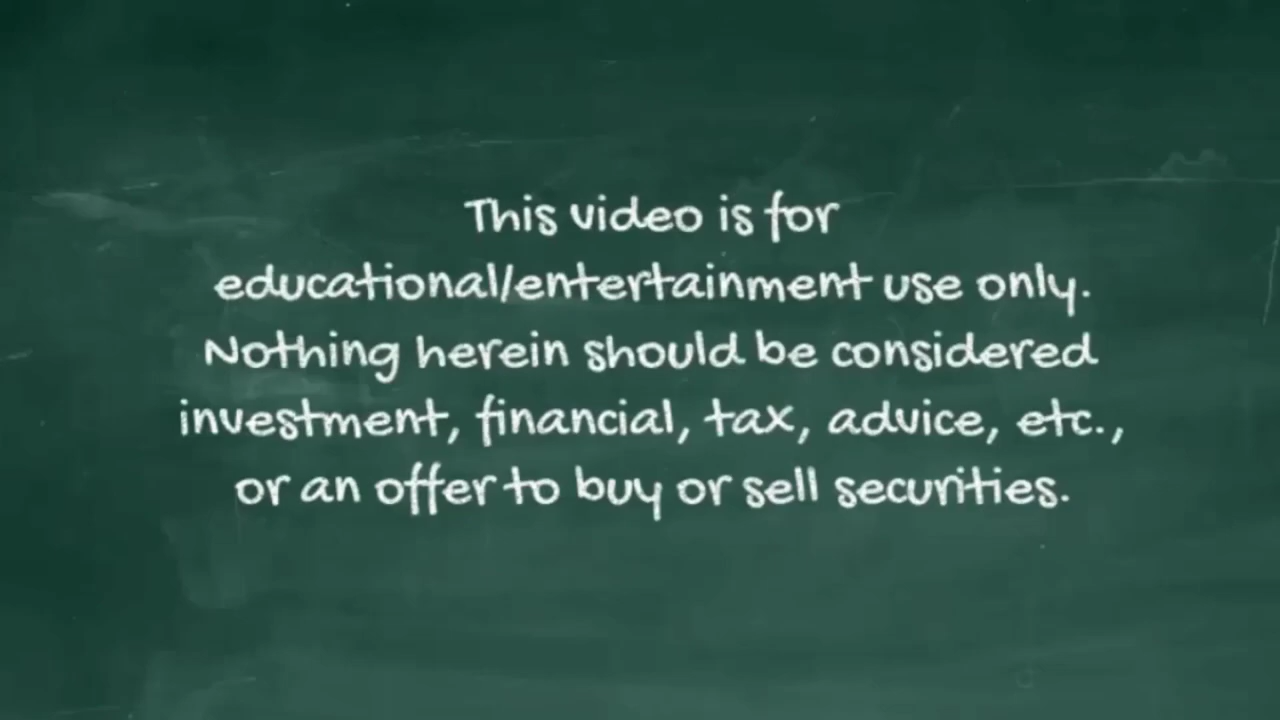 This video is for
educational/entertainment use only.
Nothing herein should be considered
investment, financial, tax, advice, etc.,
or an offer to buy or sell securities.